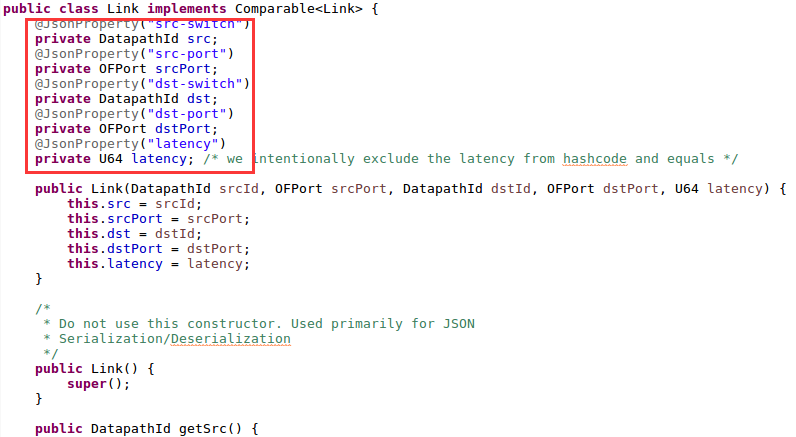 public class Link implements Comparable<Link> {
    @JsonProperty("src-switch")
    private DatapathId src;
    @JsonProperty("src-port")
    private OFPort srcPort;
    @JsonProperty("dst-switch")
    private DatapathId dst;
    @JsonProperty("dst-port")
    private OFPort dstPort;
    @JsonProperty("latency")
    private U64 latency; /* we intentionally exclude the latency from hashcode and equals */
    public Link(DatapathId srcId, OFPort srcPort, DatapathId dstId, OFPort dstPort, U64 latency) {
        this.src = srcId;
        this.srcPort = srcPort;
        this.dst = dstId;
        this.dstPort = dstPort;
        this.latency = latency;
    }
    /*
     * Do not use this constructor. Used primarily for JSON
     * Serialization/Deserialization
     */
    public Link() {
        super();
    }
    public DatapathId getSrc() {